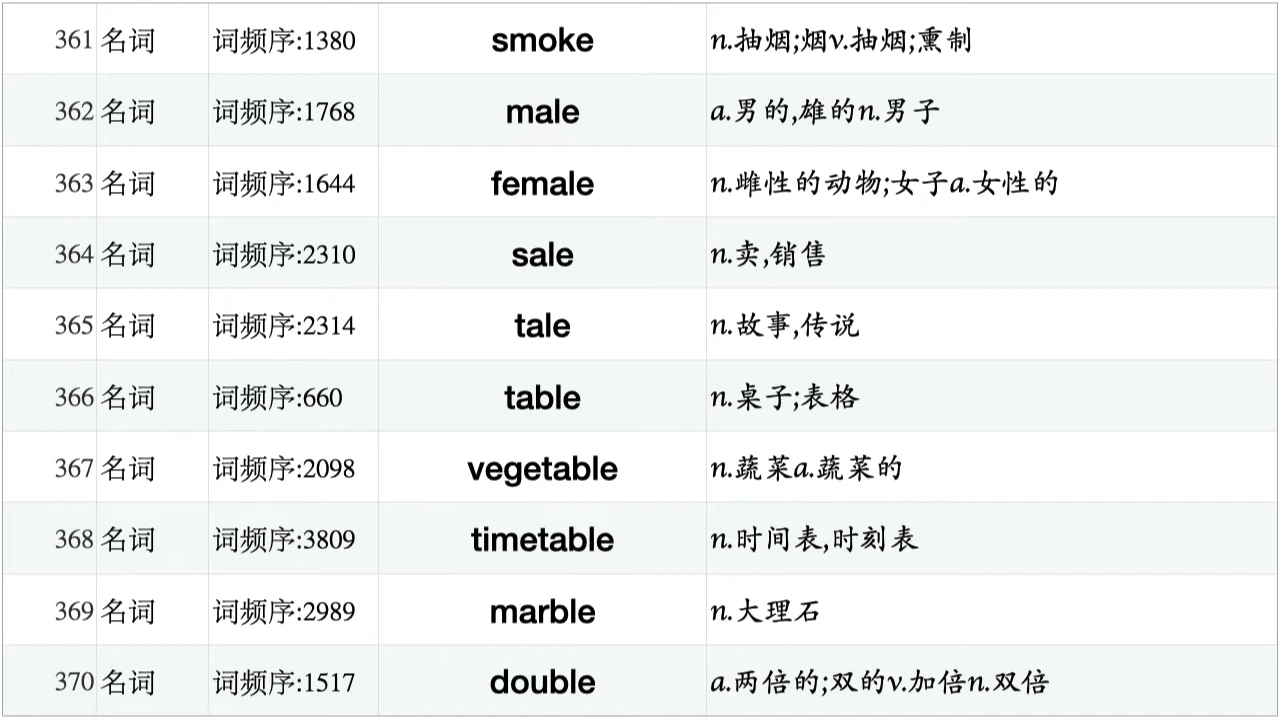 361 名词 词频序:1380 smoke n.抽烟;烟v.抽烟;熏制
362 名词 词频序:1768 male a.男的,雄的n.男子
363 名词 词频序:1644 female n.雌性的动物;女子a.女性的
364 名词 词频序:2310 sale n.卖,销售
365 名词 词频序:2314 tale n.故事,传说
366 名词 词频序:660 table n.桌子;表格
367 名词 词频序:2098 vegetable n.蔬菜a.蔬菜的
368 名词 词频序:3809 timetable n.时间表,时刻表
369 名词 词频序:2989 marble n.大理石
370 名词 词频序:1517 double a.两倍的;双的v.加倍n.双倍